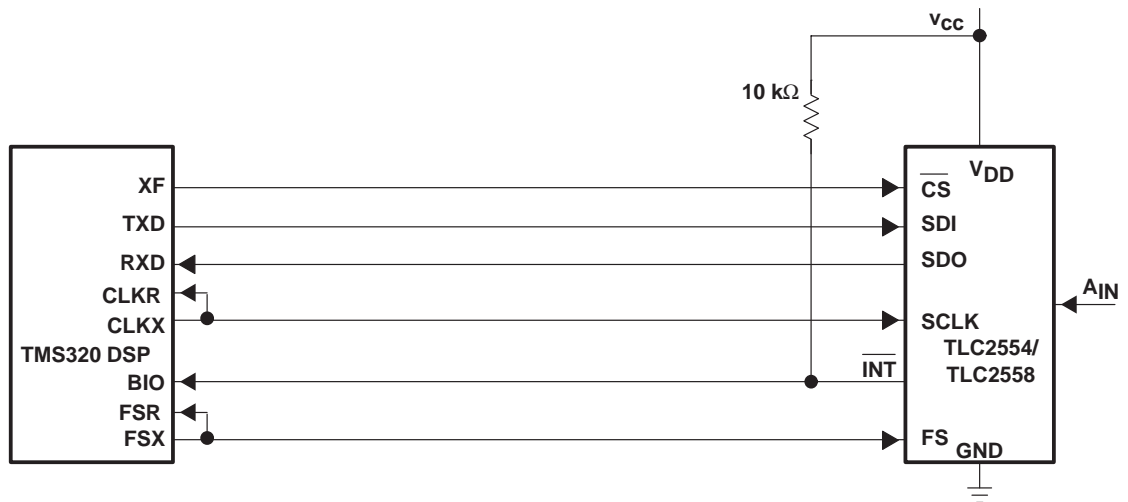 vCC
10 kΩ
VDD
XF
CS
TXD
SDI
RXD
SDO
CLKR
AIN
CLKX
SCLK
TMS320 DSP
TLC2554/
TLC2558
BIO
INT
FSR
FSX
FS
GND